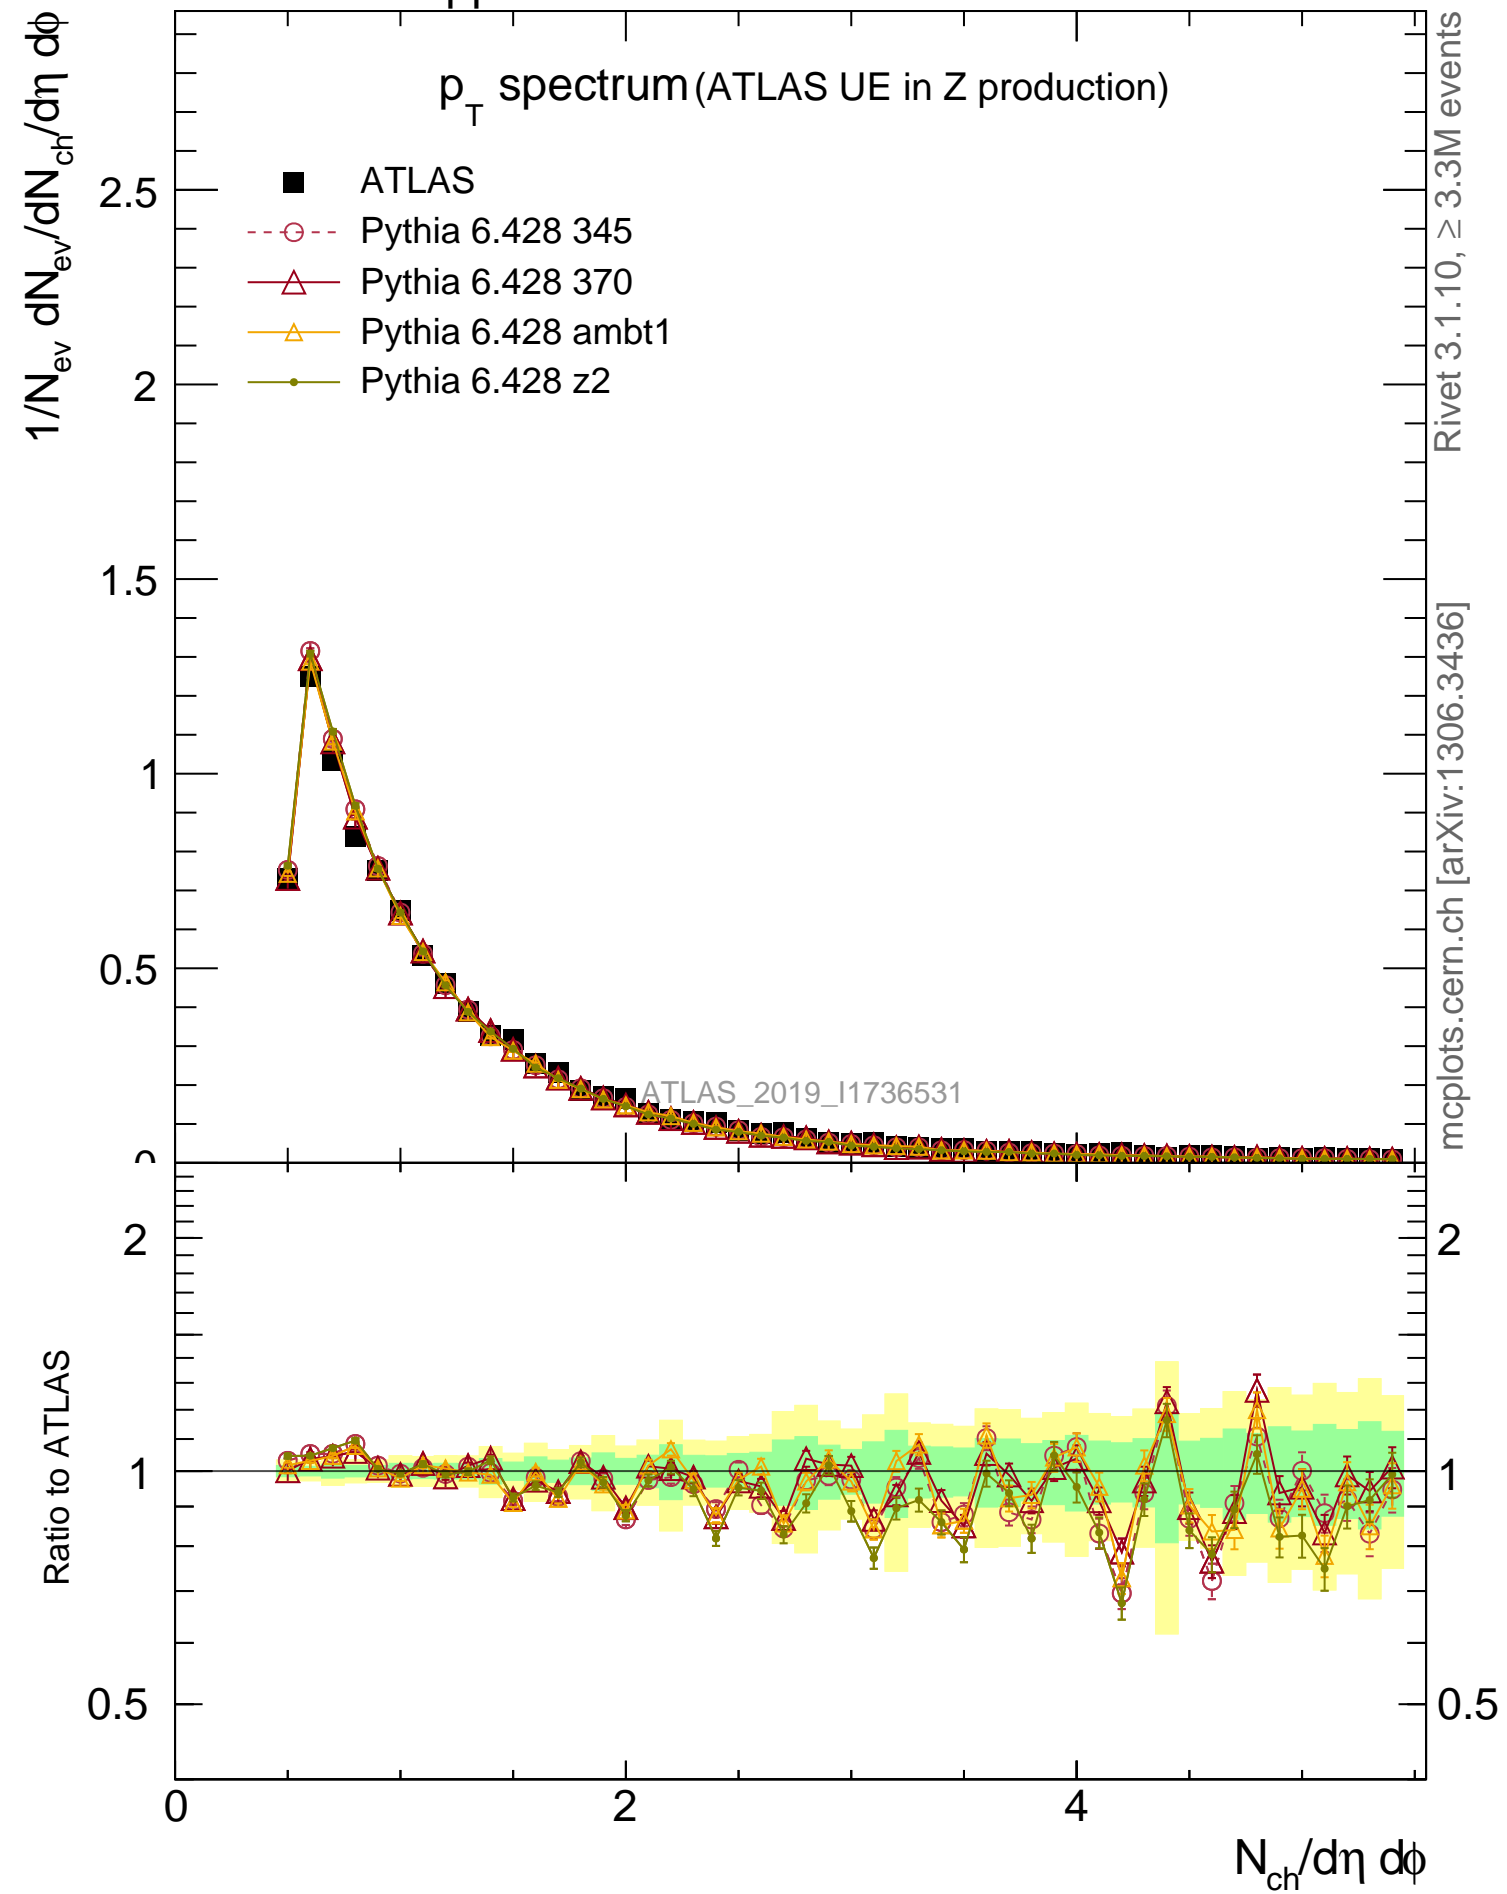 pp
1/N_ev dN_ev/dN_ch/dη dϕ
p_T spectrum (ATLAS UE in Z production)
ATLAS
Pythia 6.428 345
Pythia 6.428 370
Pythia 6.428 ambt1
Pythia 6.428 z2
2.5
2
1.5
1
0.5
0
ATLAS_2019_I1736531
Rivet 3.1.10, ≥ 3.3M events
mcplots.cern.ch [arXiv:1306.3436]
Ratio to ATLAS
2
1
0.5
2
1
0.5
0
2
4
N_ch/dη dϕ